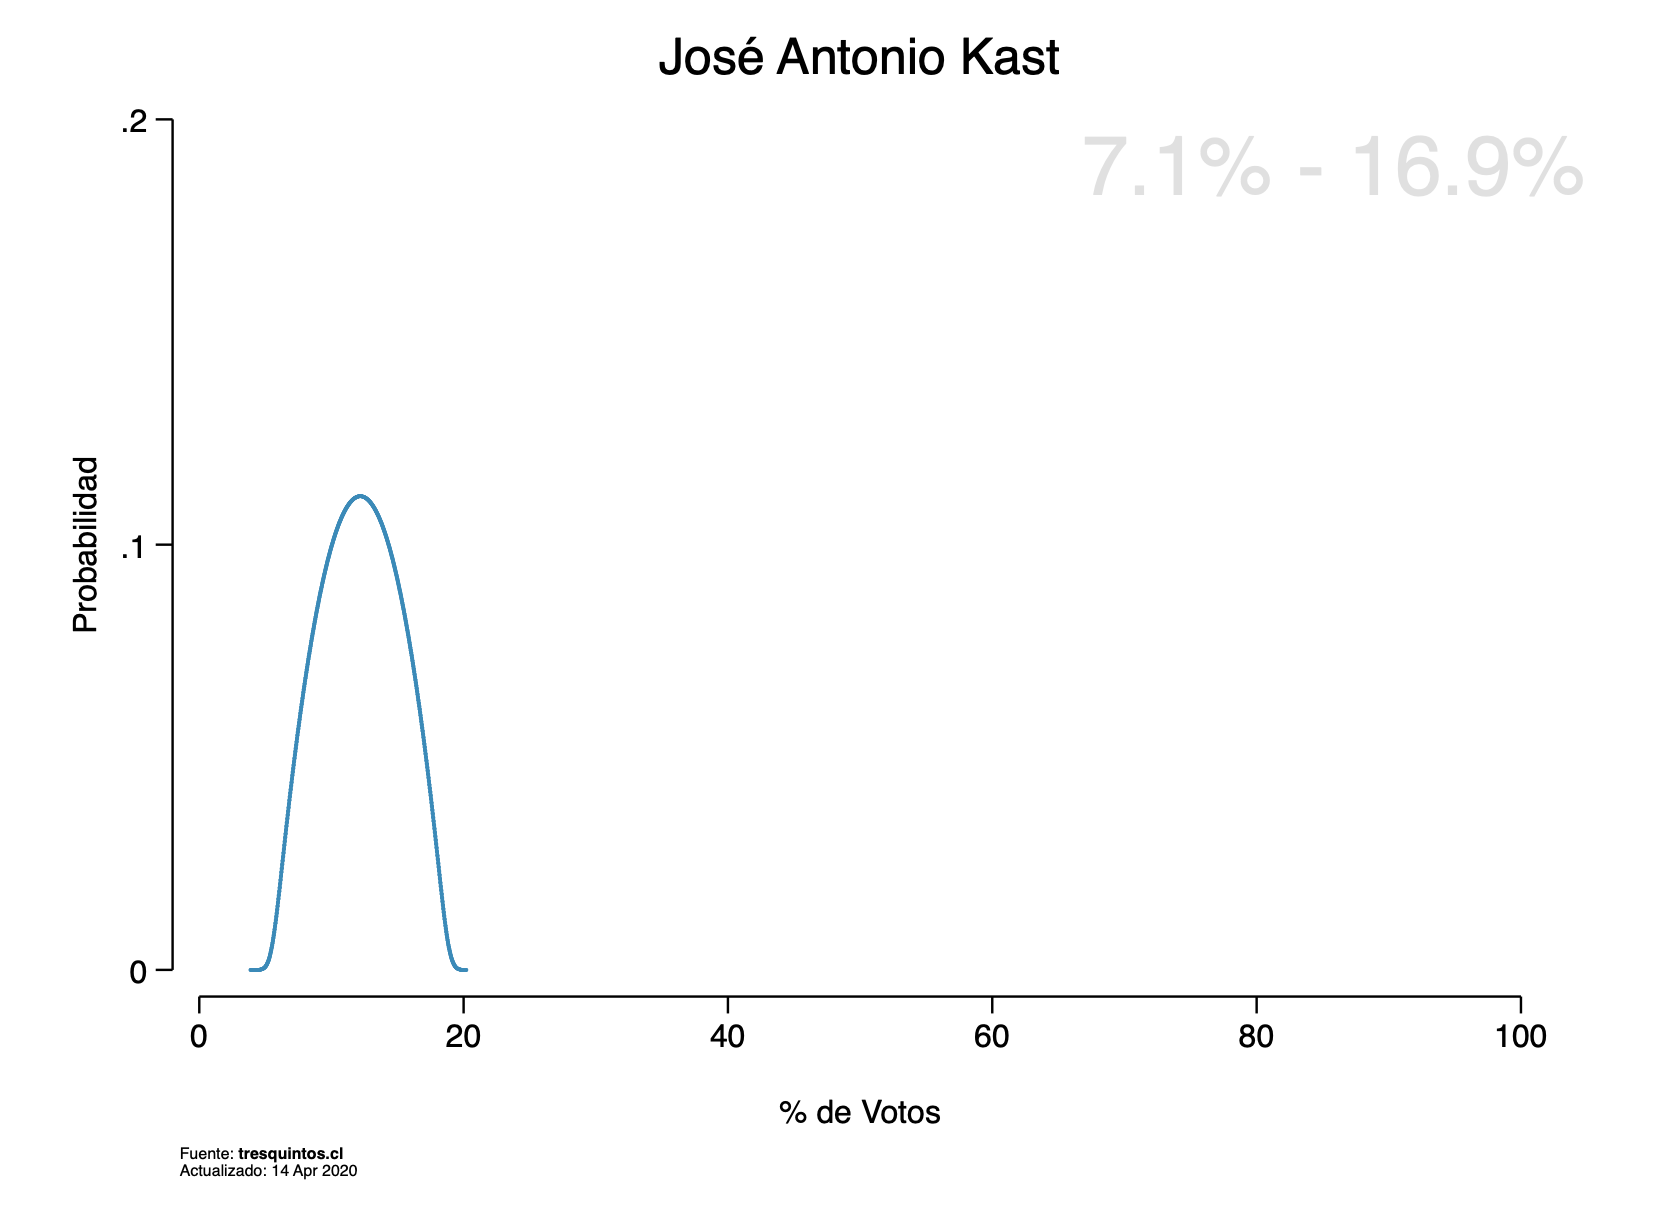 José Antonio Kast
7.1% - 16.9%
.2
.1
0
Probabilidad
0 20 40 60 80 100
% de Votos
Fuente: tresquintos.cl
Actualizado: 14 Apr 2020